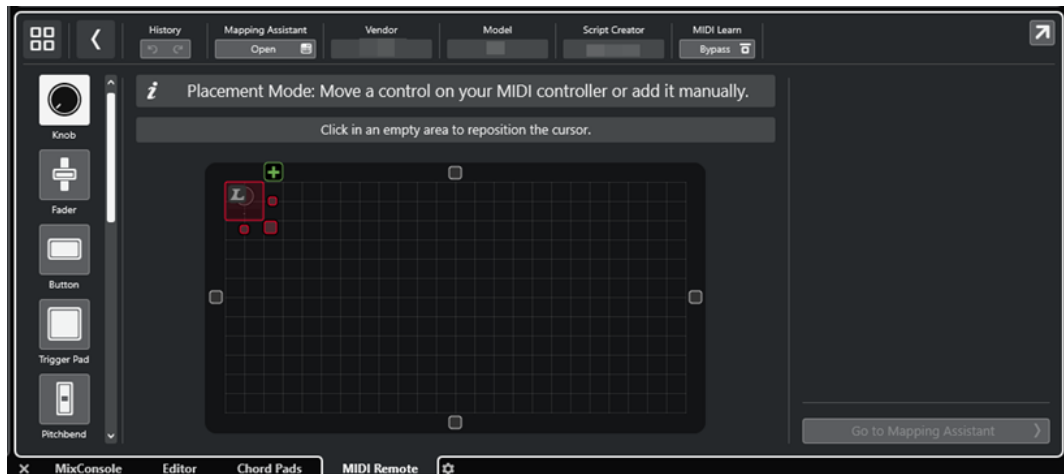 History
Mapping Assistant
Open
Vendor
Model
Script Creator
MIDI Learn
Bypass
Knob
Fader
Button
Trigger Pad
Pitchbend
i Placement Mode: Move a control on your MIDI controller or add it manually.
Click in an empty area to reposition the cursor.
L
Go to Mapping Assistant
MixConsole Editor Chord Pads MIDI Remote